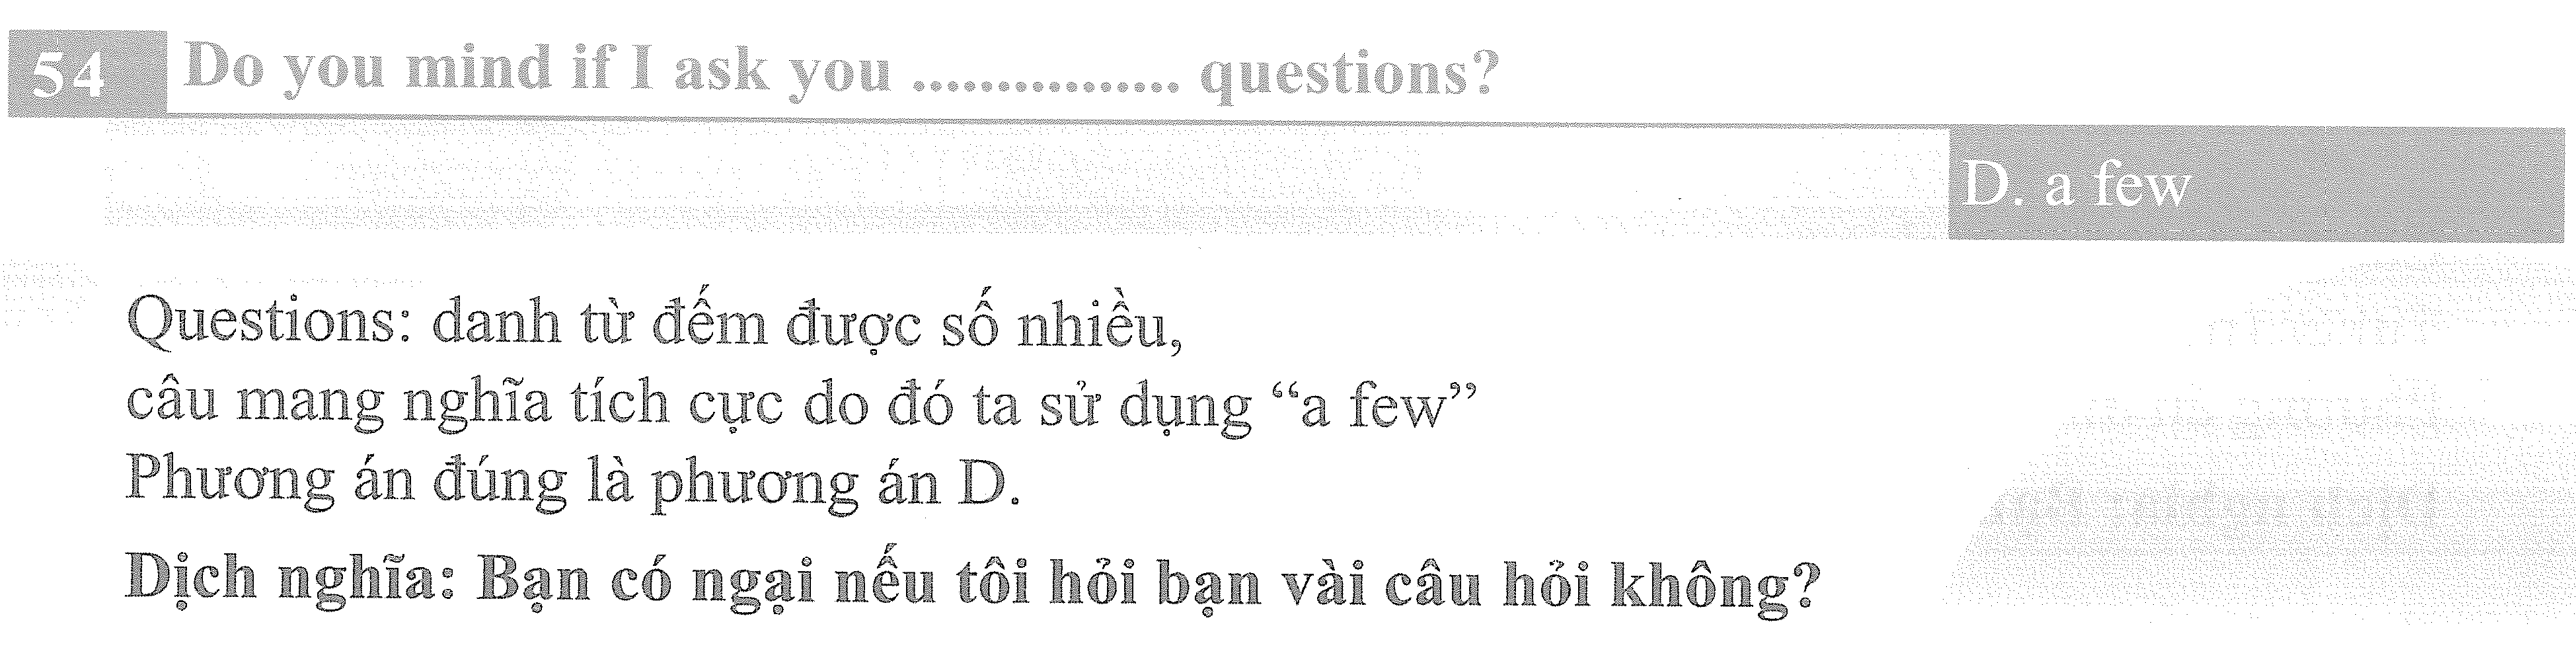 54 Do you mind if I ask you ............... questions?
D. a few
Questions: danh từ đếm được số nhiều,
câu mang nghĩa tích cực do đó ta sử dụng “a few”
Phương án đúng là phương án D.
Dịch nghĩa: Bạn có ngại nếu tôi hỏi bạn vài câu hỏi không?